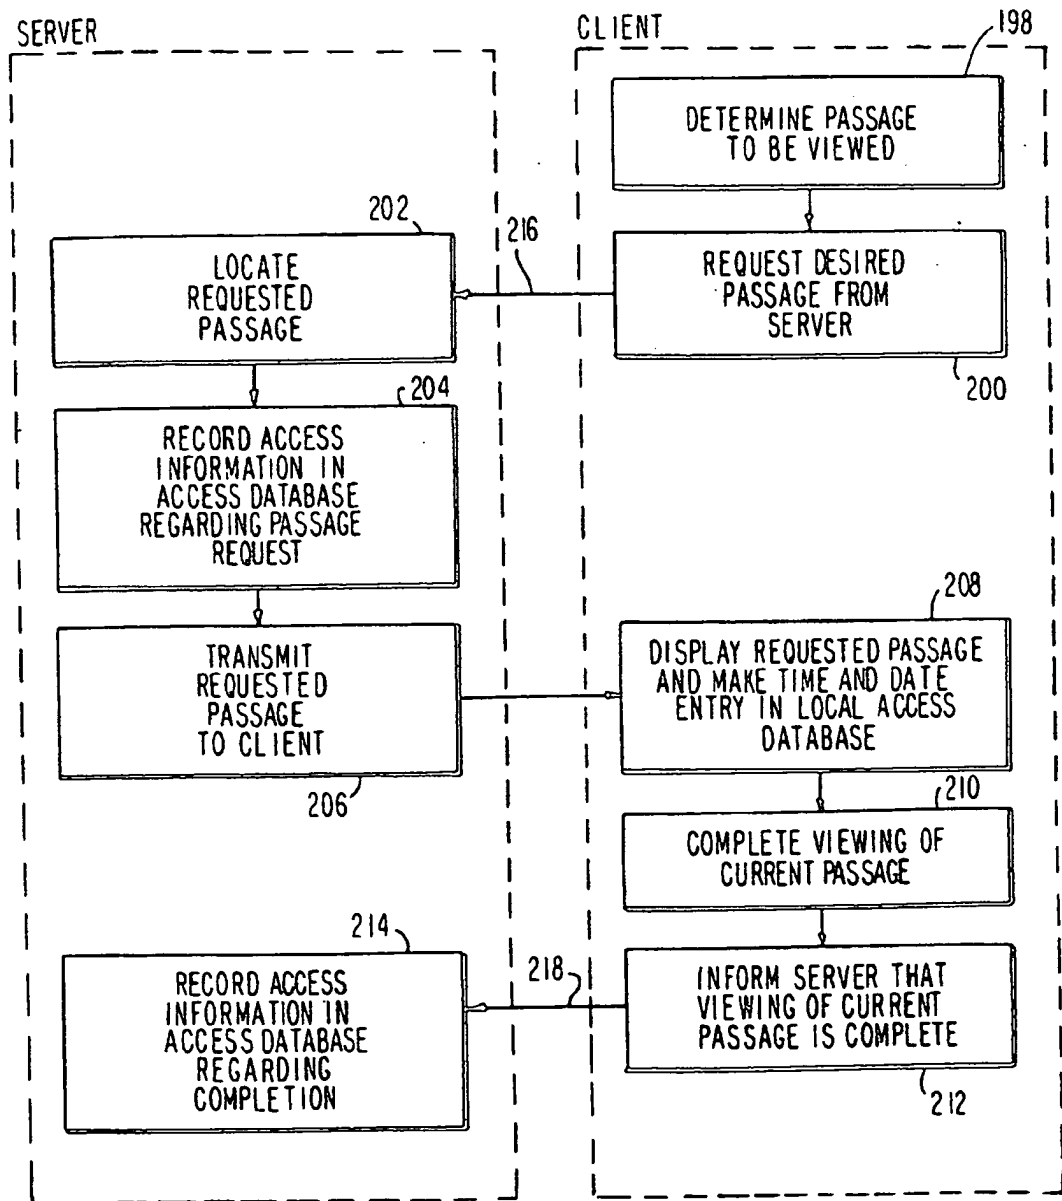 SERVER
CLIENT
198
DETERMINE PASSAGE
TO BE VIEWED
202
216
LOCATE
REQUESTED
PASSAGE
REQUEST DESIRED
PASSAGE FROM
SERVER
200
204
RECORD ACCESS
INFORMATION IN
ACCESS DATABASE
REGARDING PASSAGE
REQUEST
TRANSMIT
REQUESTED
PASSAGE
TO CLIENT
206
208
DISPLAY REQUESTED PASSAGE
AND MAKE TIME AND DATE
ENTRY IN LOCAL ACCESS
DATABASE
210
COMPLETE VIEWING OF
CURRENT PASSAGE
214
218
RECORD ACCESS
INFORMATION IN
ACCESS DATABASE
REGARDING
COMPLETION
INFORM SERVER THAT
VIEWING OF CURRENT
PASSAGE IS COMPLETE
212